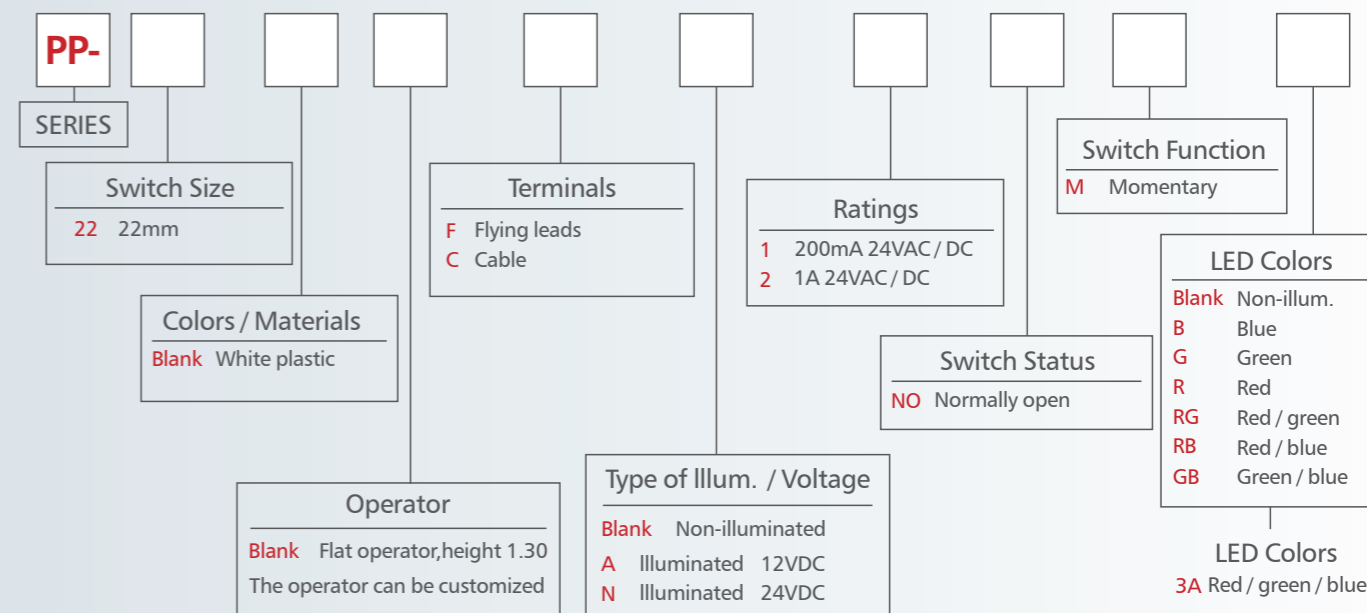 PP-
SERIES
Switch Size
22 22mm
Colors / Materials
Blank White plastic
Operator
Blank Flat operator,height 1.30
The operator can be customized
Terminals
F Flying leads
C Cable
Type of lllum. / Voltage
Blank Non-illuminated
A Illuminated 12VDC
N Illuminated 24VDC
Ratings
1 200mA 24VAC / DC
2 1A 24VAC / DC
Switch Status
NO Normally open
Switch Function
M Momentary
LED Colors
Blank Non-illum.
B Blue
G Green
R Red
RG Red / green
RB Red / blue
GB Green / blue
LED Colors
3A Red / green / blue